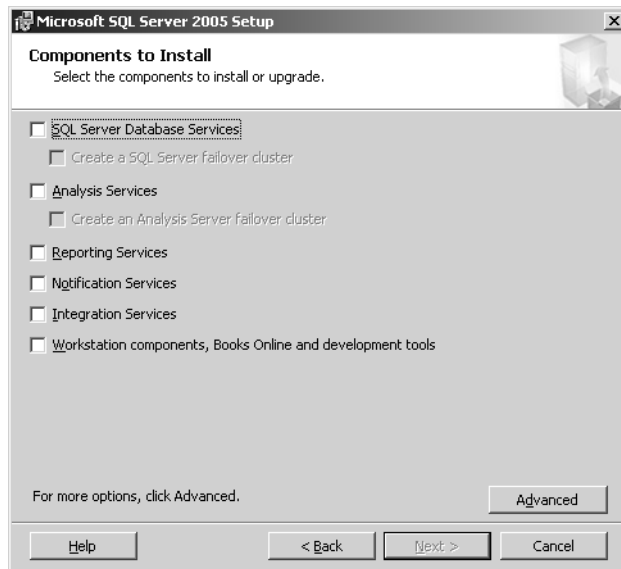 Microsoft SQL Server 2005 Setup
Components to Install
Select the components to install or upgrade.
SQL Server Database Services
Create a SQL Server failover cluster
Analysis Services
Create an Analysis Server failover cluster
Reporting Services
Notification Services
Integration Services
Workstation components, Books Online and development tools
For more options, click Advanced.
Advanced
Help
< Back
Next >
Cancel